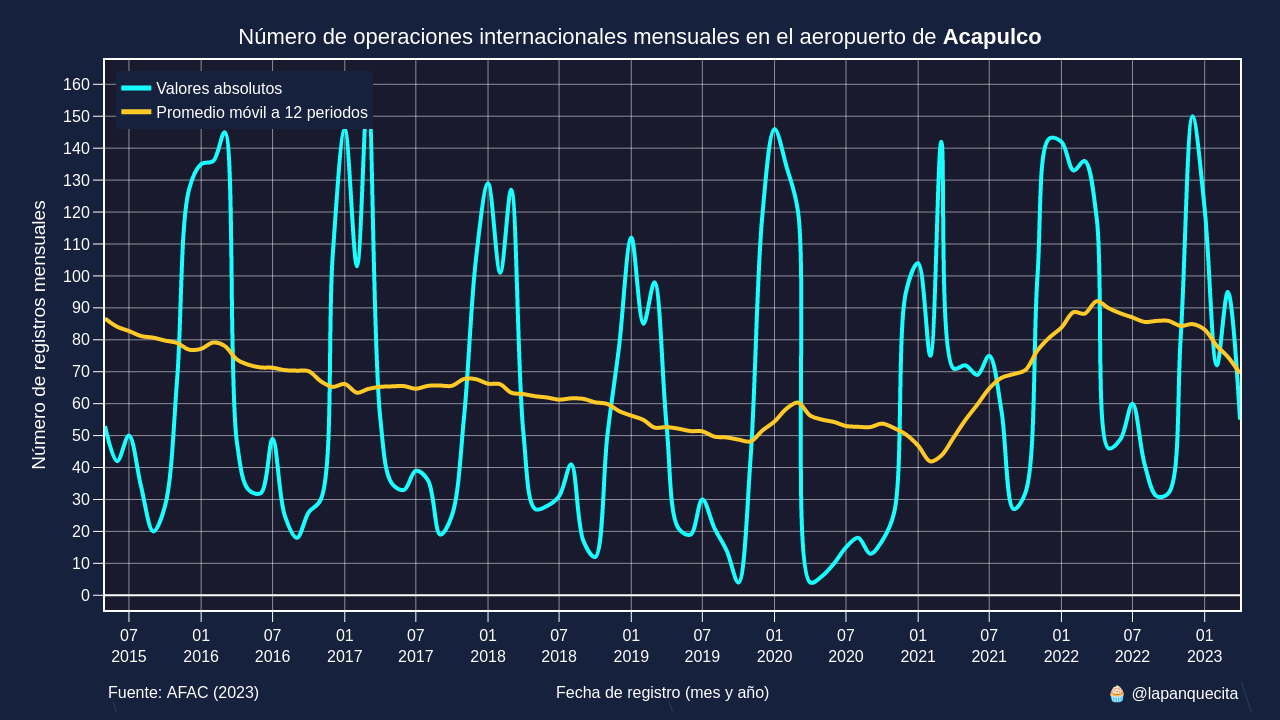 Número de operaciones internacionales mensuales en el aeropuerto de Acapulco
Valores absolutos
Promedio móvil a 12 periodos
Número de registros mensuales
160
150
140
130
120
110
100
90
80
70
60
50
40
30
20
10
0
07 01 07 01 07 01 07 01 07 01 07 01 07 01 07 01
2015 2016 2016 2017 2017 2018 2018 2019 2019 2020 2020 2021 2021 2022 2022 2023
Fuente: AFAC (2023) Fecha de registro (mes y año) 🧁 @lapanquecita